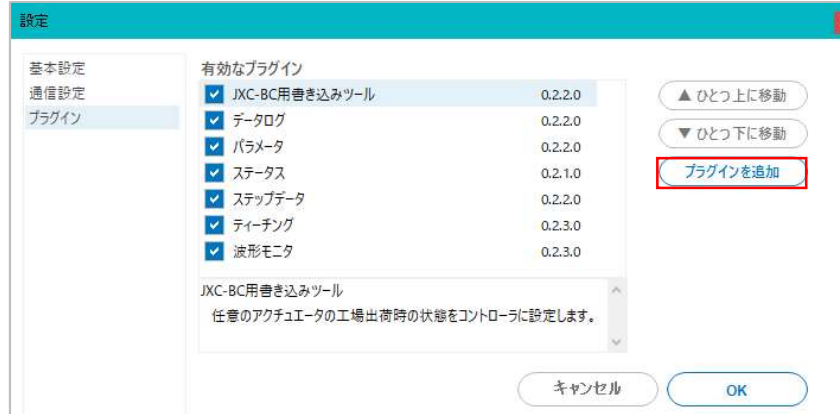 設定
基本設定
通信設定
プラグイン
有効なプラグイン
JXC-BC用書き込みツール 0.2.2.0
データログ 0.2.2.0
パラメータ 0.2.2.0
ステータス 0.2.1.0
ステップデータ 0.2.2.0
ティーチング 0.2.3.0
波形モニタ 0.2.3.0
▲ ひとつ上に移動
▼ ひとつ下に移動
プラグインを追加
JXC-BC用書き込みツール
任意のアクチュエータの工場出荷時の状態をコントローラに設定します。
キャンセル
OK